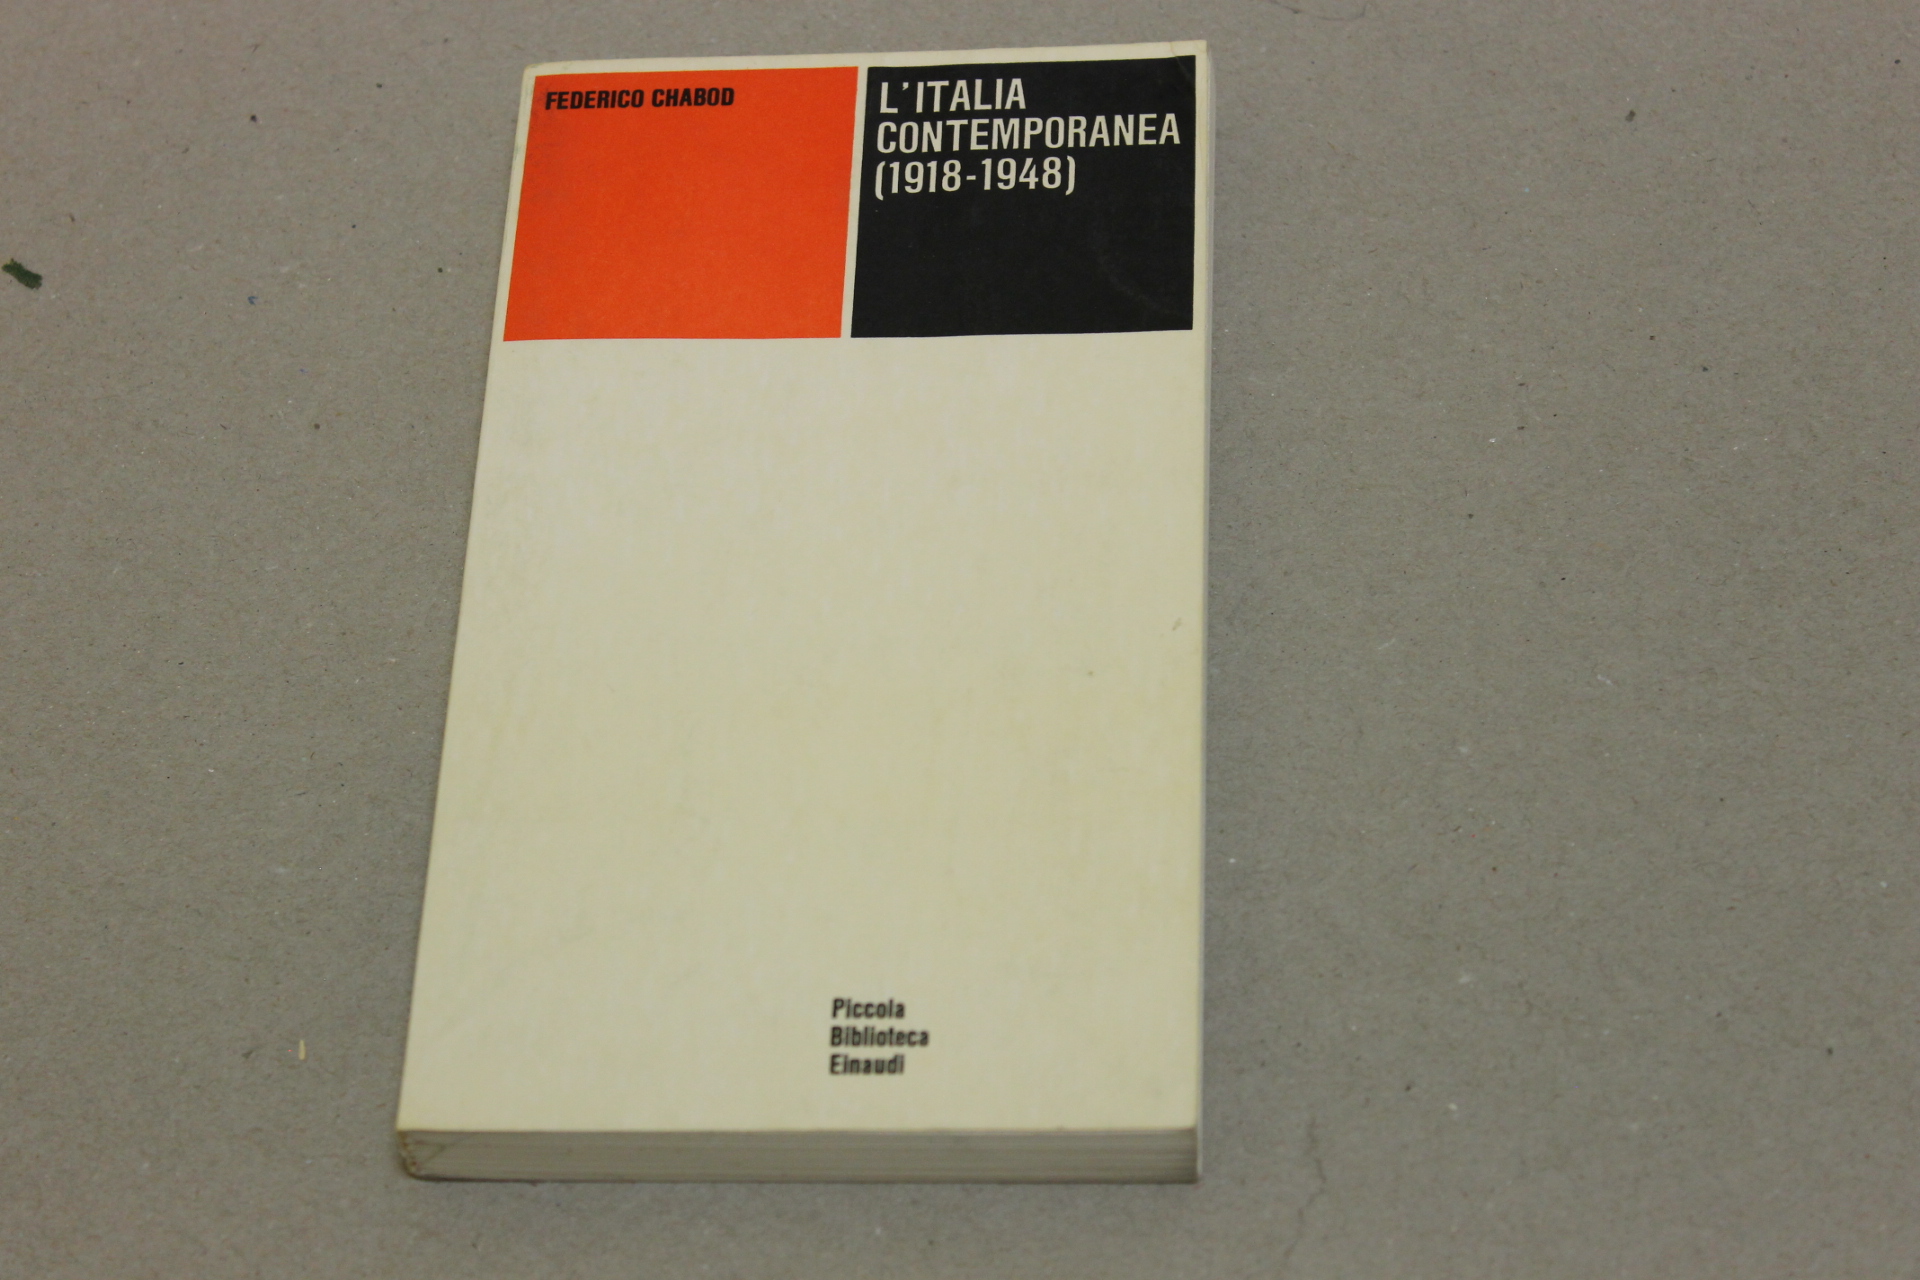 FEDERICO CHABOD
L'ITALIA
CONTEMPORANEA
(1918-1948)
Piccola
Biblioteca
Einaudi